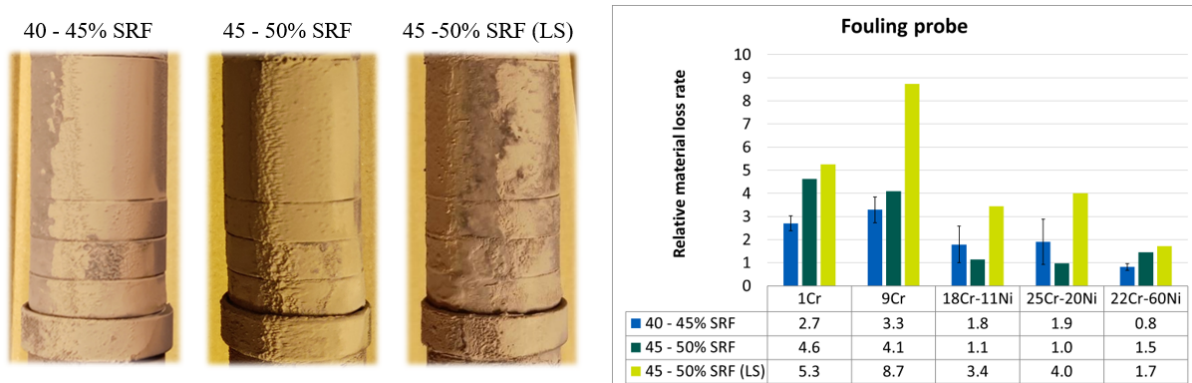 40 - 45% SRF 45 - 50% SRF 45 -50% SRF (LS)
Fouling probe
Relative material loss rate
10
9
8
7
6
5
4
3
2
1
0
1Cr 9Cr 18Cr-11Ni 25Cr-20Ni 22Cr-60Ni
40 - 45% SRF 2.7 3.3 1.8 1.9 0.8
45 - 50% SRF 4.6 4.1 1.1 1.0 1.5
45 - 50% SRF (LS) 5.3 8.7 3.4 4.0 1.7